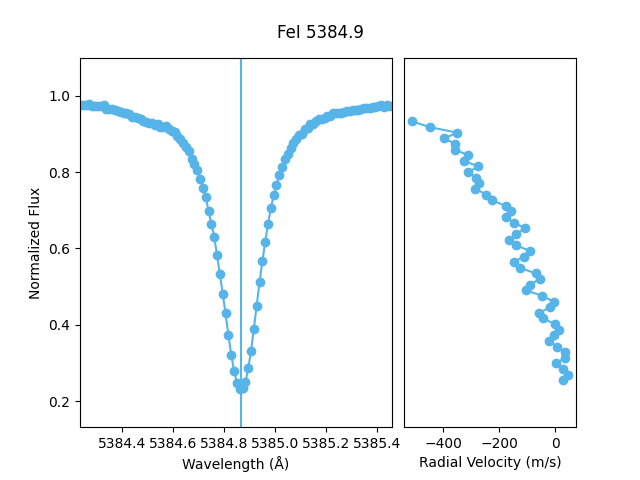 FeI 5384.9
Normalized Flux
1.0
0.8
0.6
0.4
0.2
5384.4 5384.6 5384.8 5385.0 5385.2 5385.4
Wavelength (Å)
−400 −200 0
Radial Velocity (m/s)